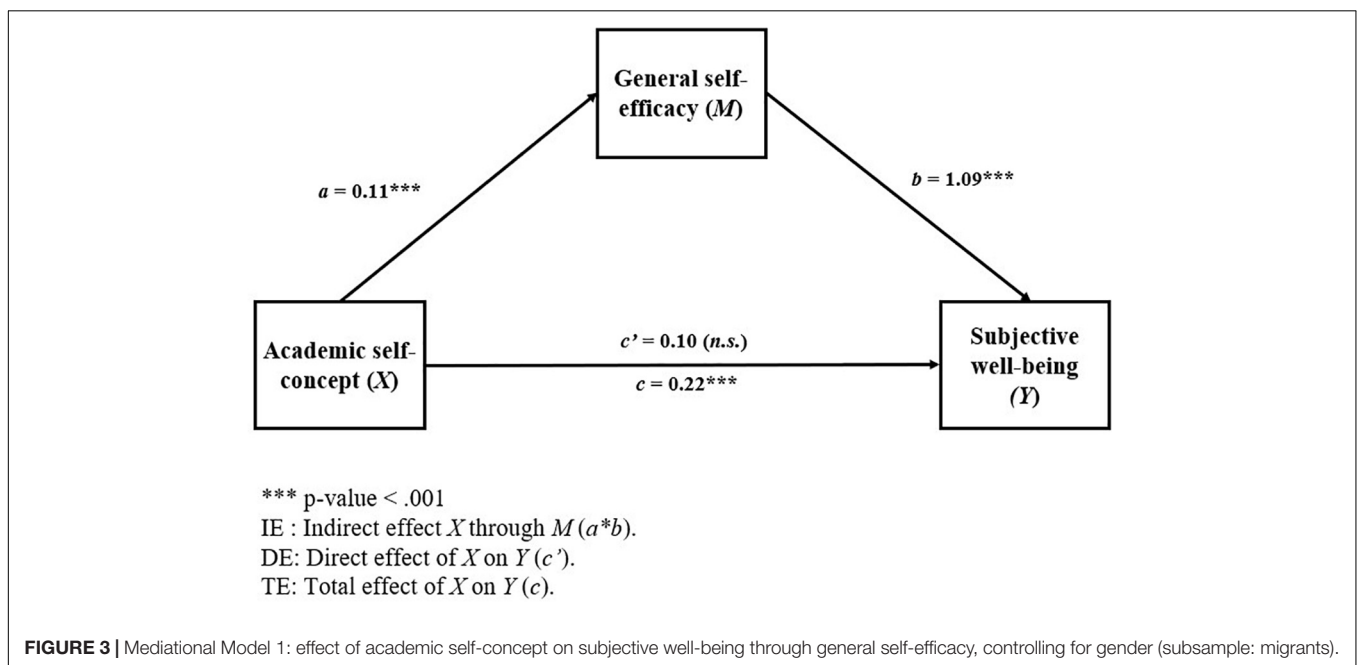 General self-
efficacy (M)
a = 0.11***
b = 1.09***
Academic self-
concept (X)
c’ = 0.10 (n.s.)
c = 0.22***
Subjective
well-being
(Y)
*** p-value < .001
IE : Indirect effect X through M (a*b).
DE: Direct effect of X on Y (c’).
TE: Total effect of X on Y (c).
FIGURE 3 | Mediational Model 1: effect of academic self-concept on subjective well-being through general self-efficacy, controlling for gender (subsample: migrants).